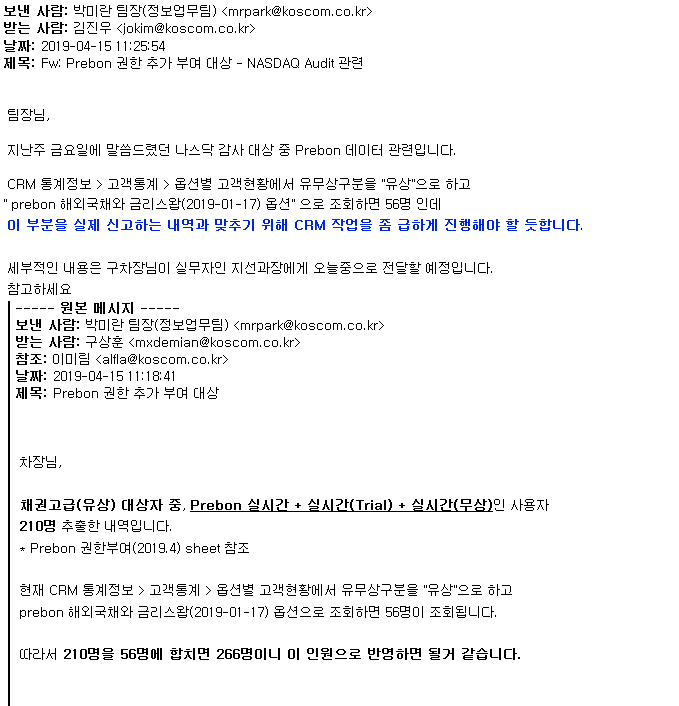 보낸 사람: 박미란 팀장(정보업무팀) <mrpark@koscom.co.kr>
받는 사람: 김진우 <jokim@koscom.co.kr>
날짜: 2019-04-15 11:25:54
제목: Fw: Prebon 권한 추가 부여 대상 - NASDAQ Audit 관련
팀장님,
지난주 금요일에 말씀드렸던 나스닥 감사 대상 중 Prebon 데이터 관련입니다.
CRM 통계정보 > 고객통계 > 옵션별 고객현황에서 유무상구분을 "유상"으로 하고
" prebon 해외국채와 금리스왑(2019-01-17) 옵션" 으로 조회하면 56명 인데
이 부분을 실제 신고하는 내역과 맞추기 위해 CRM 작업을 좀 급하게 진행해야 할 듯합니다.
세부적인 내용은 구차장님이 실무자인 지선과장에게 오늘중으로 전달할 예정입니다.
참고하세요
----- 원본 메시지 -----
보낸 사람: 박미란 팀장(정보업무팀) <mrpark@koscom.co.kr>
받는 사람: 구상훈 <mxdemian@koscom.co.kr>
참조: 이미림 <alfla@koscom.co.kr>
날짜: 2019-04-15 11:18:41
제목: Prebon 권한 추가 부여 대상
차장님,
채권고급(유상) 대상자 중, Prebon 실시간 + 실시간(Trial) + 실시간(무상)인 사용자
210명 추출한 내역입니다.
* Prebon 권한부여(2019.4) sheet 참조
현재 CRM 통계정보 > 고객통계 > 옵션별 고객현황에서 유무상구분을 "유상"으로 하고
prebon 해외국채와 금리스왑(2019-01-17) 옵션으로 조회하면 56명이 조회됩니다.
따라서 210명을 56명에 합치면 266명이니 이 인원으로 반영하면 될거 같습니다.